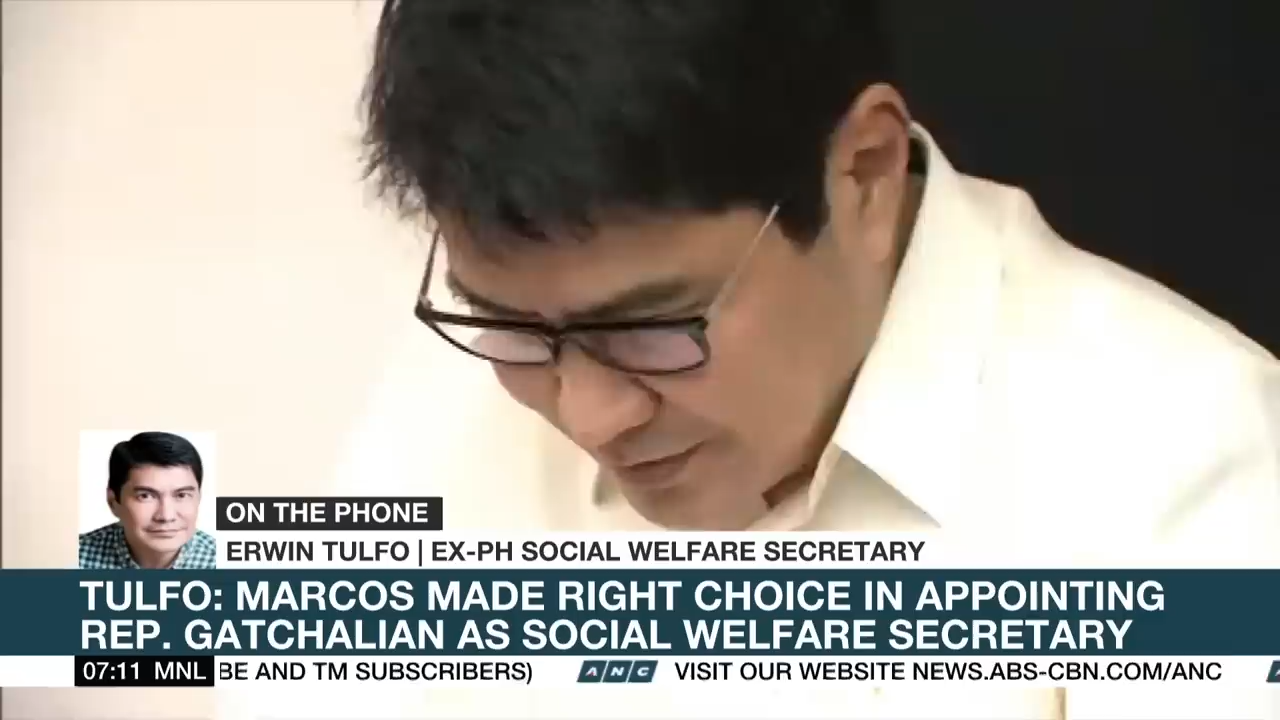 ON THE PHONE
ERWIN TULFO | EX-PH SOCIAL WELFARE SECRETARY
TULFO: MARCOS MADE RIGHT CHOICE IN APPOINTING
REP. GATCHALIAN AS SOCIAL WELFARE SECRETARY
07:11 MNL BE AND TM SUBSCRIBERS) ANC VISIT OUR WEBSITE NEWS.ABS-CBN.COM/ANC